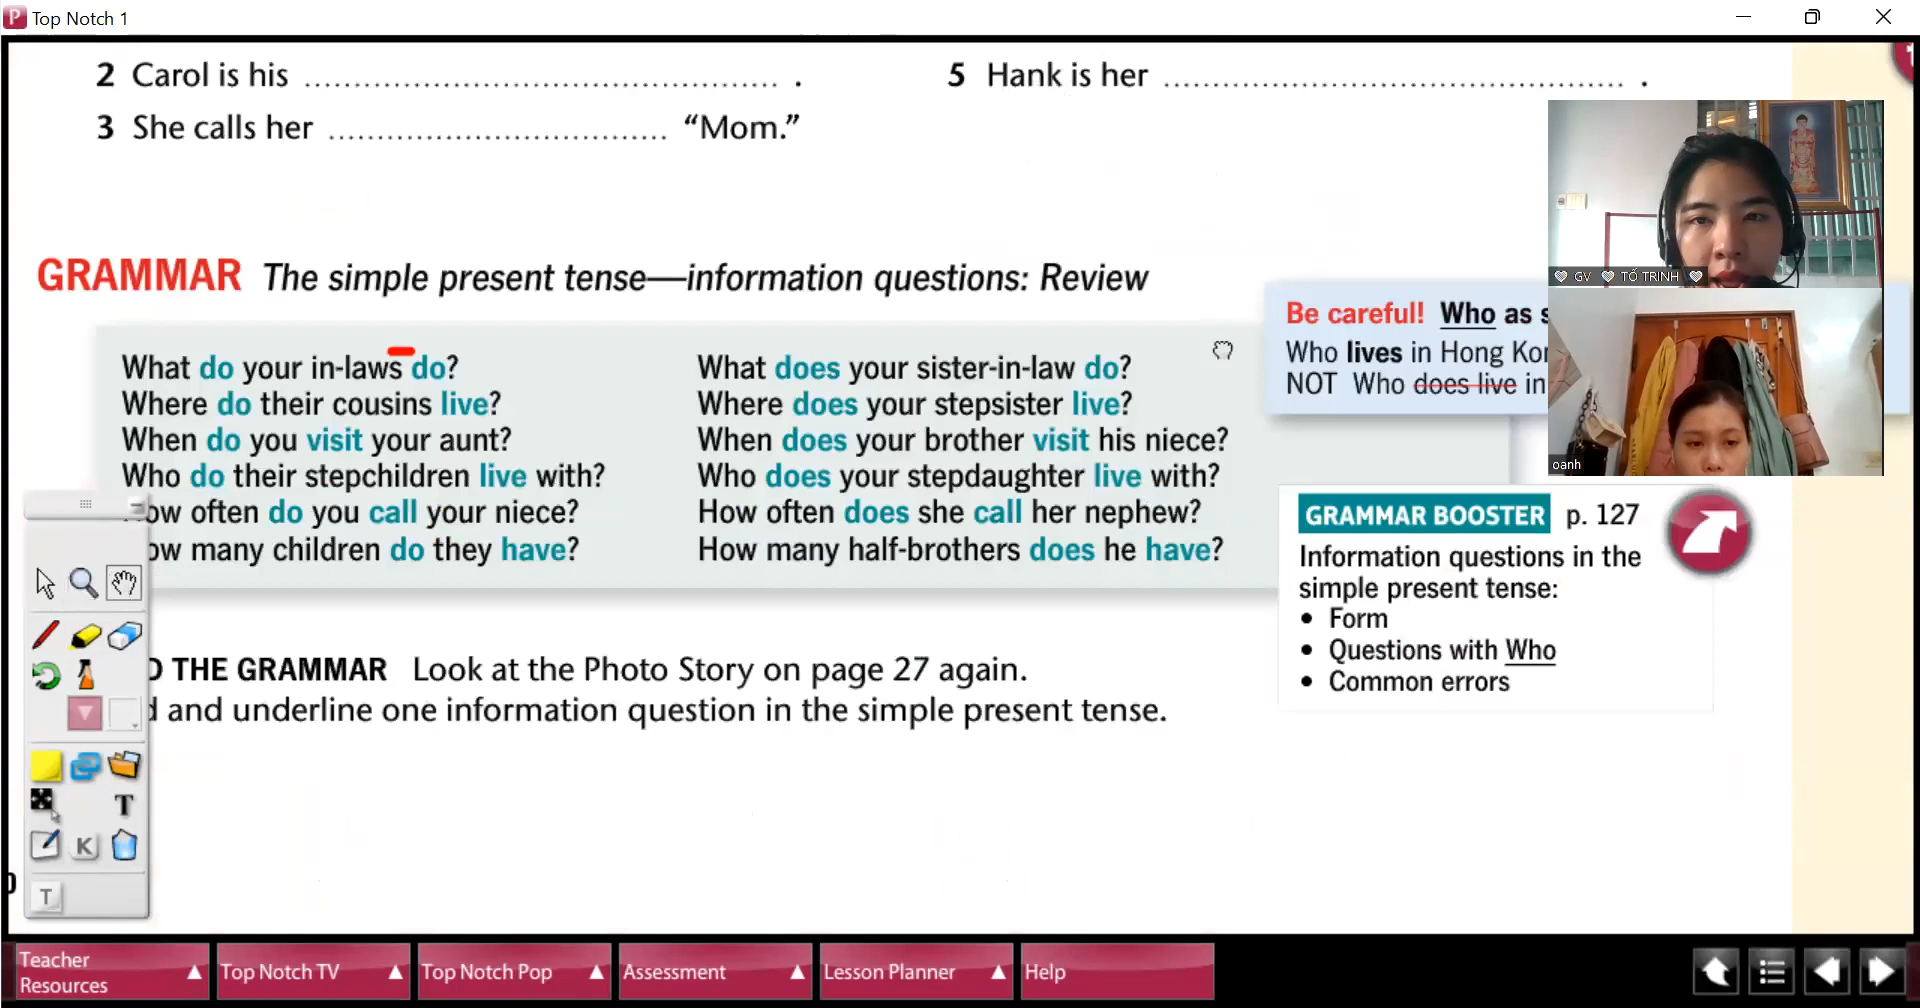 Top Notch 1
2 Carol is his ................................................ .
5 Hank is her ................................................ .
3 She calls her .................................. “Mom.”
GV TỐ TRINH
oanh
GRAMMAR The simple present tense—information questions: Review
What do your in-laws do?
Where do their cousins live?
When do you visit your aunt?
Who do their stepchildren live with?
ow often do you call your niece?
ow many children do they have?
What does your sister-in-law do?
Where does your stepsister live?
When does your brother visit his niece?
Who does your stepdaughter live with?
How often does she call her nephew?
How many half-brothers does he have?
Be careful! Who as s
Who lives in Hong Kon
NOT Who does live in
GRAMMAR BOOSTER p. 127
Information questions in the
simple present tense:
• Form
• Questions with Who
• Common errors
D THE GRAMMAR Look at the Photo Story on page 27 again.
d and underline one information question in the simple present tense.
T
K
T
Teacher
Resources
Top Notch TV
Top Notch Pop
Assessment
Lesson Planner
Help